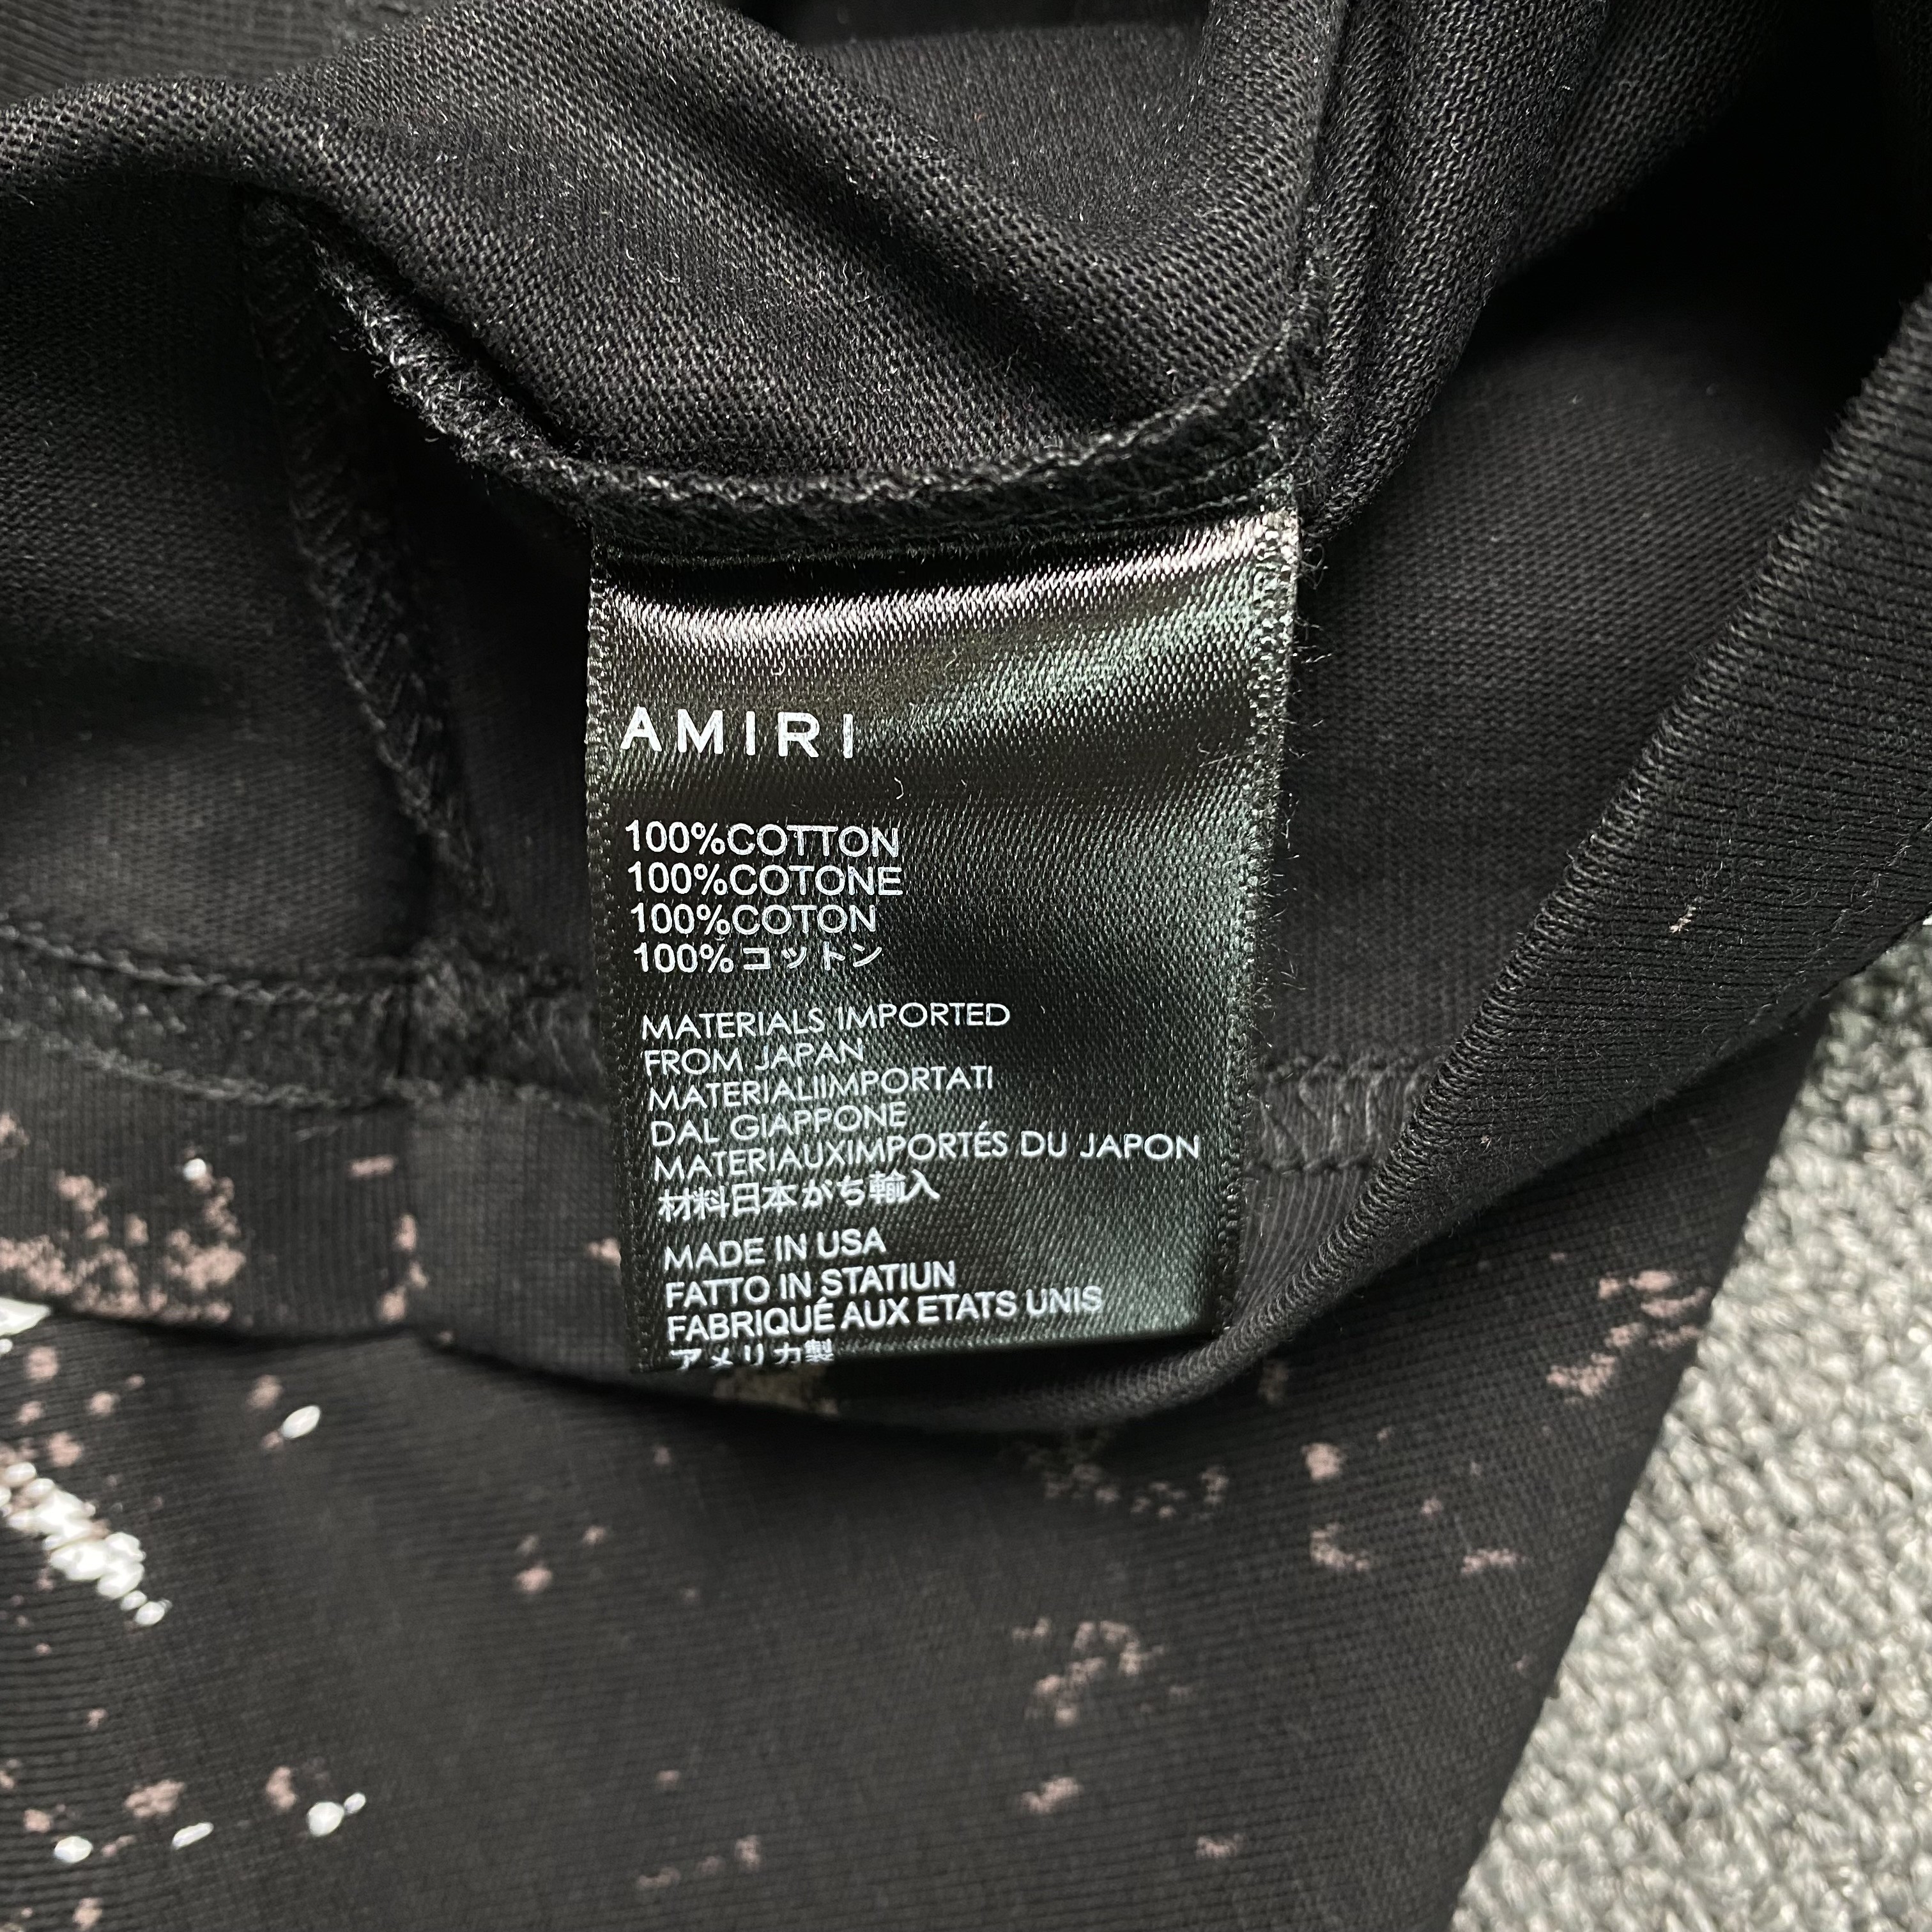 AMIRI
100%COTTON
100%COTONE
100%COTON
100%コットン
MATERIALS IMPORTED
FROM JAPAN
MATERIALIIMPORTATI
DAL GIAPPONE
MATERIAUXIMPORTÉS DU JAPON
材料日本がち輸入
MADE IN USA
FATTO IN STATIUN
FABRIQUÉ AUX ETATS UNIS
アメリカ製